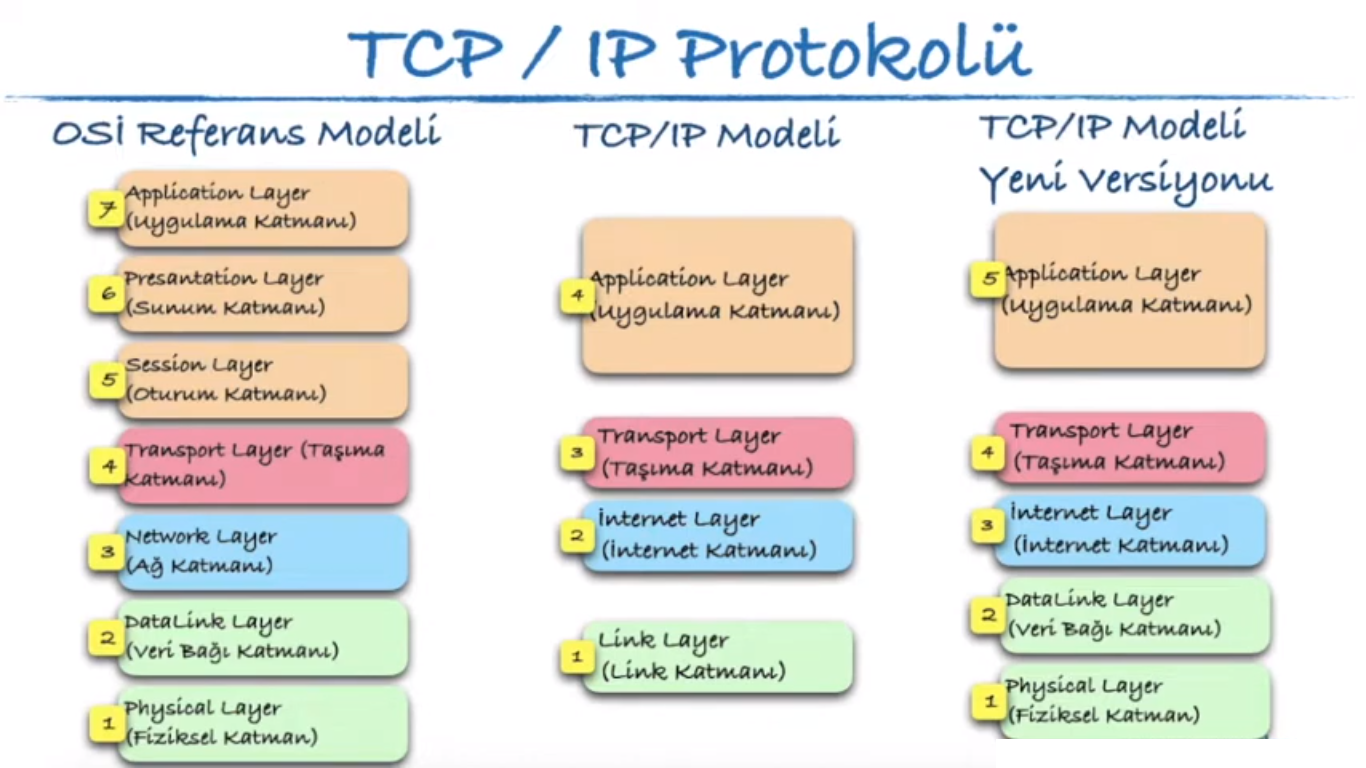 TCP / IP Protokolü
OSİ Referans Modeli
7
Application Layer
(Uygulama Katmanı)
6
Presantation Layer
(Sunum Katmanı)
5
Session Layer
(Oturum Katmanı)
4
Transport Layer (Taşıma
Katmanı)
3
Network Layer
(Ağ Katmanı)
2
DataLink Layer
(Veri Bağı Katmanı)
1
Physical Layer
(Fiziksel Katman)
TCP/IP Modeli
4
Application Layer
(Uygulama Katmanı)
3
Transport Layer
(Taşıma Katmanı)
2
İnternet Layer
(İnternet Katmanı)
1
Link Layer
(Link Katmanı)
TCP/IP Modeli
Yeni Versiyonu
5
Application Layer
(Uygulama Katmanı)
4
Transport Layer
(Taşıma Katmanı)
3
İnternet Layer
(İnternet Katmanı)
2
DataLink Layer
(Veri Bağı Katmanı)
1
Physical Layer
(Fiziksel Katman)